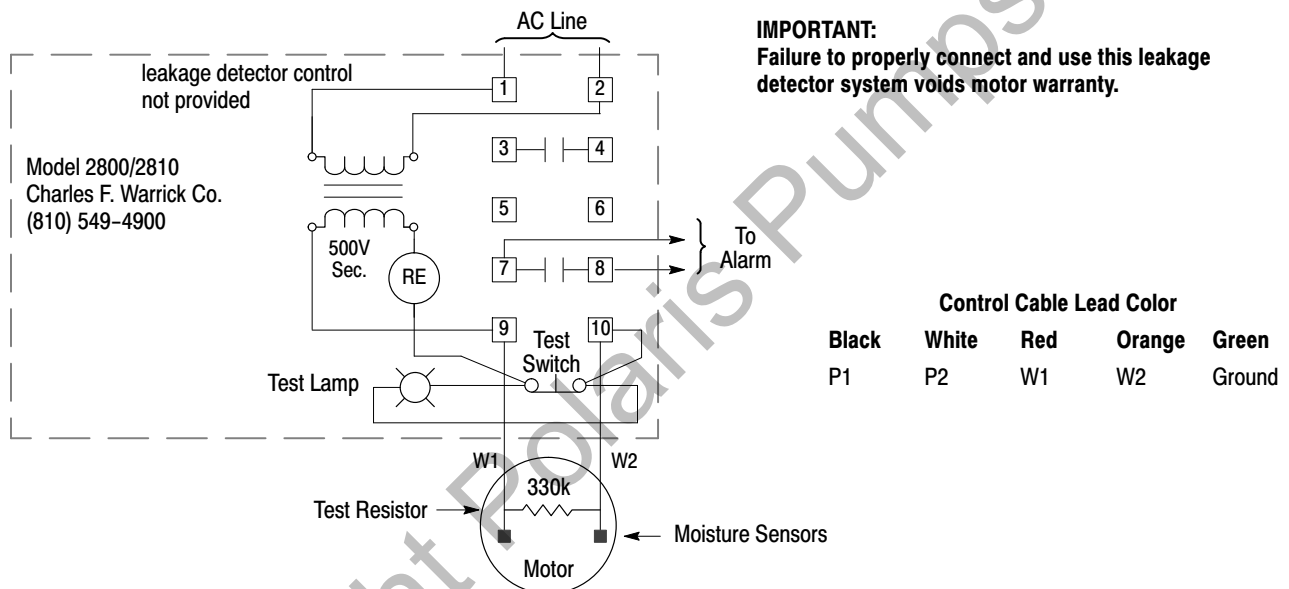 AC Line
IMPORTANT:
Failure to properly connect and use this leakage
detector system voids motor warranty.
leakage detector control
not provided
1
2
Model 2800/2810
Charles F. Warrick Co.
(810) 549-4900
3
4
5
6
500V
Sec.
RE
7
8
To
Alarm
9
10
Test
Switch
Test Lamp
Control Cable Lead Color
Black White Red Orange Green
P1 P2 W1 W2 Ground
W1
W2
330k
Test Resistor
Moisture Sensors
Motor
ht Polaris Pumps